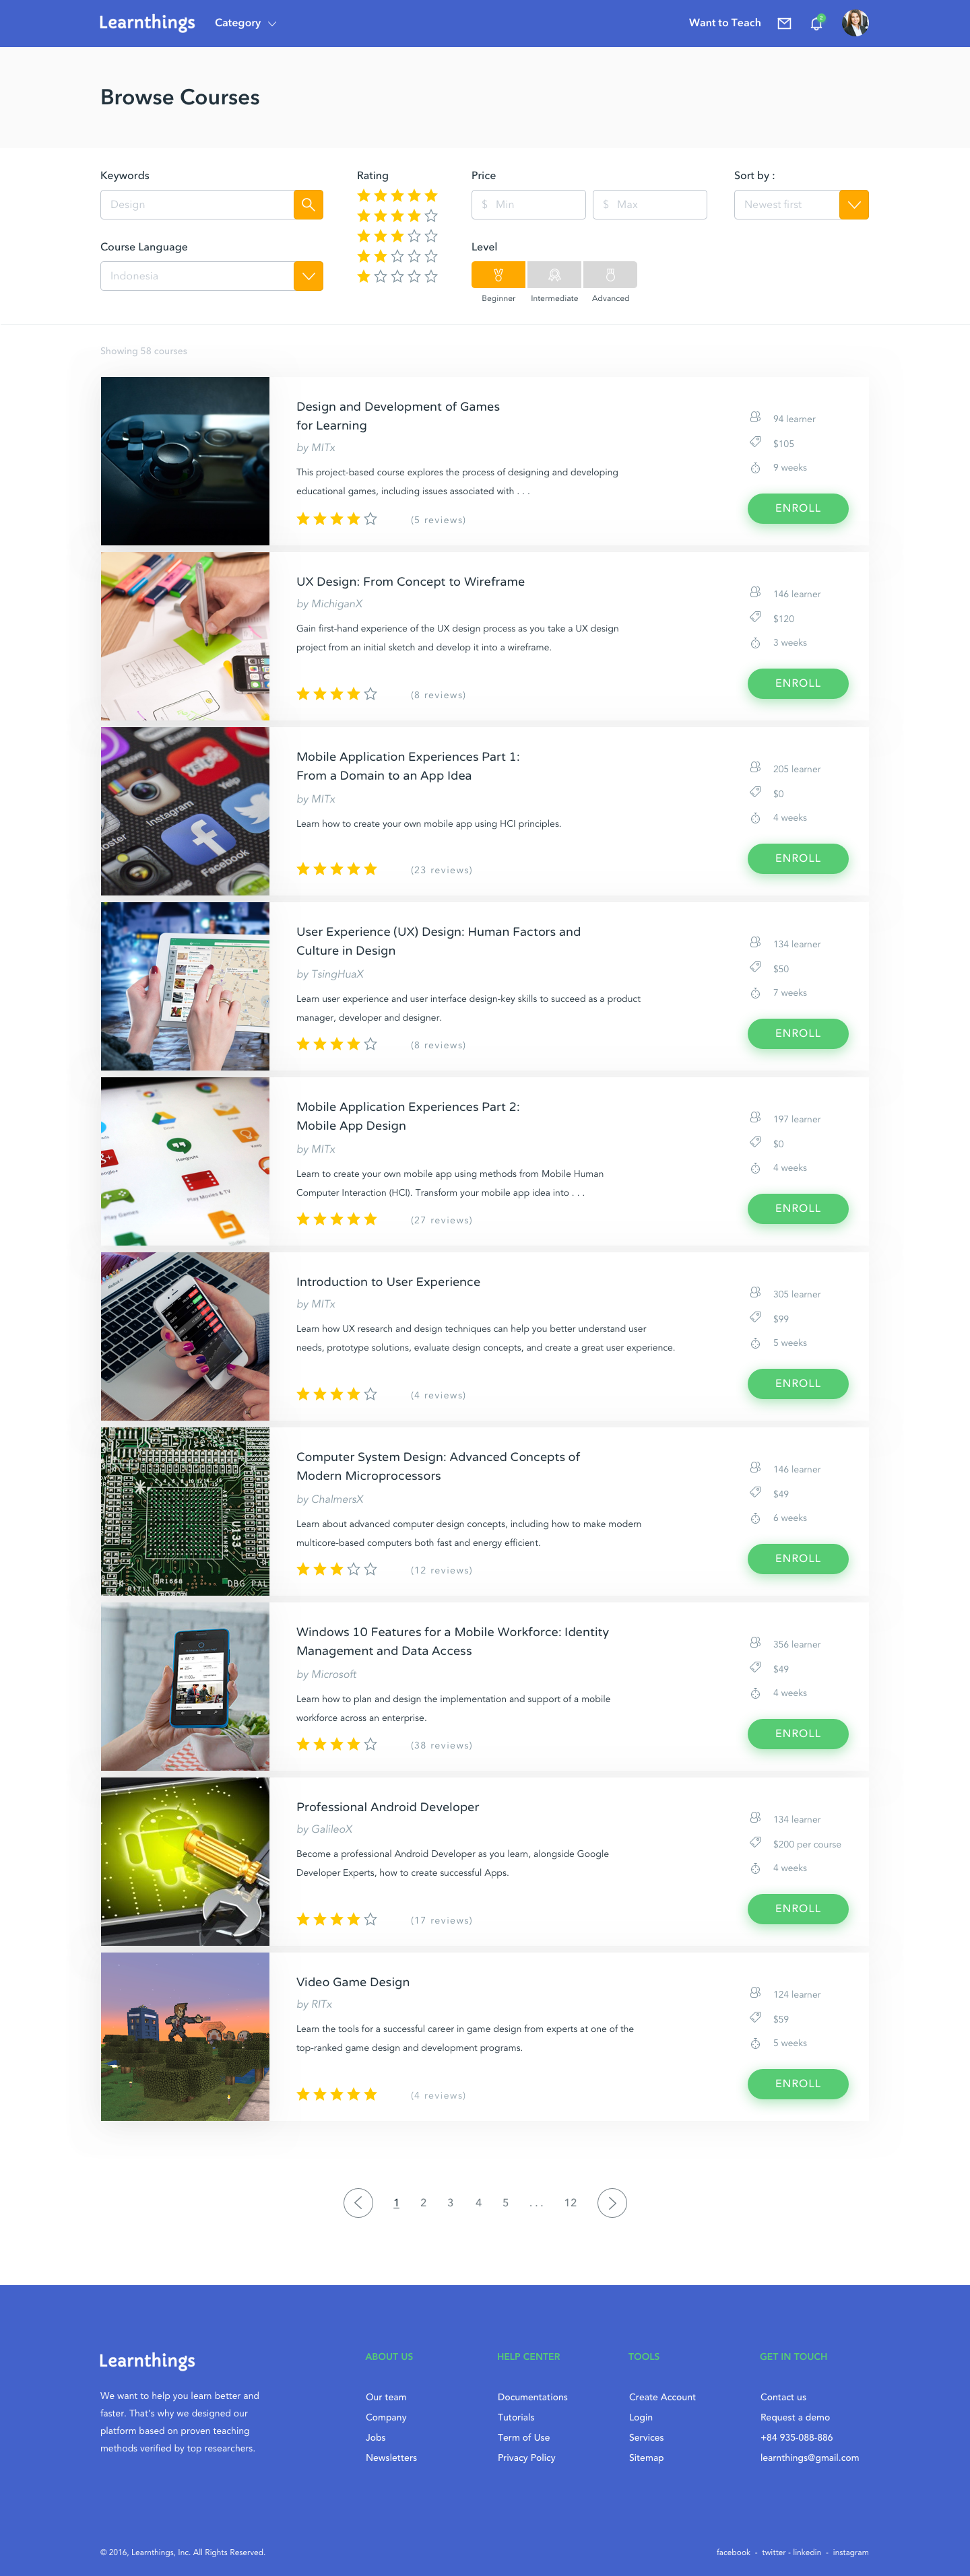 Learnthings
Category
Want to Teach
2
Browse Courses
Keywords
Design
Rating
Price
$ Min
$ Max
Sort by :
Newest first
Course Language
Indonesia
Level
Beginner
Intermediate
Advanced
Showing 58 courses
Design and Development of Games
for Learning
by MITx
This project-based course explores the process of designing and developing
educational games, including issues associated with . . .
(5 reviews)
94 learner
$105
9 weeks
ENROLL
UX Design: From Concept to Wireframe
by MichiganX
Gain first-hand experience of the UX design process as you take a UX design
project from an initial sketch and develop it into a wireframe.
(8 reviews)
146 learner
$120
3 weeks
ENROLL
Yelp
Instagram
Facebook
Mobile Application Experiences Part 1:
From a Domain to an App Idea
by MITx
Learn how to create your own mobile app using HCI principles.
(23 reviews)
205 learner
$0
4 weeks
ENROLL
User Experience (UX) Design: Human Factors and
Culture in Design
by TsingHuaX
Learn user experience and user interface design-key skills to succeed as a product
manager, developer and designer.
(8 reviews)
134 learner
$50
7 weeks
ENROLL
Hangouts
Play Movies & TV
Play Games
Mobile Application Experiences Part 2:
Mobile App Design
by MITx
Learn to create your own mobile app using methods from Mobile Human
Computer Interaction (HCI). Transform your mobile app idea into . . .
(27 reviews)
197 learner
$0
4 weeks
ENROLL
Introduction to User Experience
by MITx
Learn how UX research and design techniques can help you better understand user
needs, prototype solutions, evaluate design concepts, and create a great user experience.
(4 reviews)
305 learner
$99
5 weeks
ENROLL
U133
R1668
R1711
DBG PAL
Computer System Design: Advanced Concepts of
Modern Microprocessors
by ChalmersX
Learn about advanced computer design concepts, including how to make modern
multicore-based computers both fast and energy efficient.
(12 reviews)
146 learner
$49
6 weeks
ENROLL
Windows 10 Features for a Mobile Workforce: Identity
Management and Data Access
by Microsoft
Learn how to plan and design the implementation and support of a mobile
workforce across an enterprise.
(38 reviews)
356 learner
$49
4 weeks
ENROLL
Professional Android Developer
by GalileoX
Become a professional Android Developer as you learn, alongside Google
Developer Experts, how to create successful Apps.
(17 reviews)
134 learner
$200 per course
4 weeks
ENROLL
Video Game Design
by RITx
Learn the tools for a successful career in game design from experts at one of the
top-ranked game design and development programs.
(4 reviews)
124 learner
$59
5 weeks
ENROLL
1 2 3 4 5 . . . 12
Learnthings
We want to help you learn better and
faster. That's why we designed our
platform based on proven teaching
methods verified by top researchers.
ABOUT US
Our team
Company
Jobs
Newsletters
HELP CENTER
Documentations
Tutorials
Term of Use
Privacy Policy
TOOLS
Create Account
Login
Services
Sitemap
GET IN TOUCH
Contact us
Request a demo
+84 935-088-886
learnthings@gmail.com
© 2016, Learnthings, Inc. All Rights Reserved.
facebook - twitter - linkedin - instagram